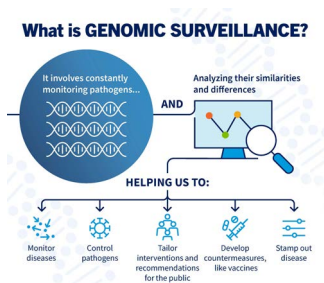 What is GENOMIC SURVEILLANCE?
It involves constantly
monitoring pathogens...
AND
Analyzing their similarities
and differences
HELPING US TO:
Monitor
diseases
Control
pathogens
Tailor
interventions and
recommendations
for the public
Develop
countermeasures,
like vaccines
Stamp out
disease